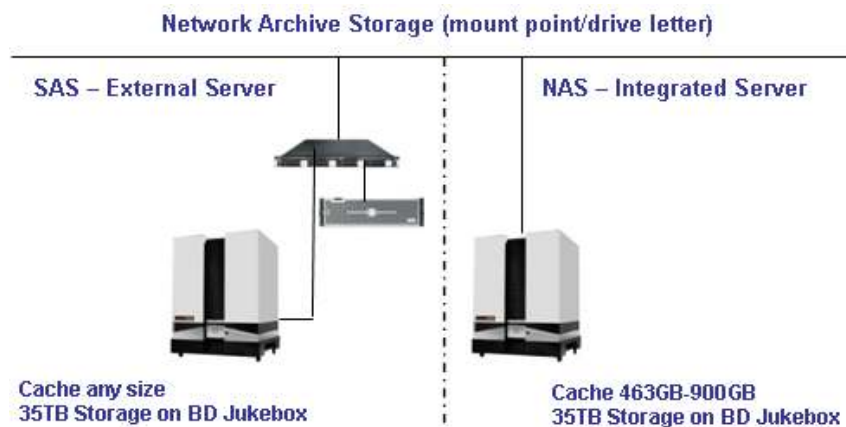 Network Archive Storage (mount point/drive letter)
SAS – External Server
NAS – Integrated Server
Cache any size
35TB Storage on BD Jukebox
Cache 463GB-900GB
35TB Storage on BD Jukebox